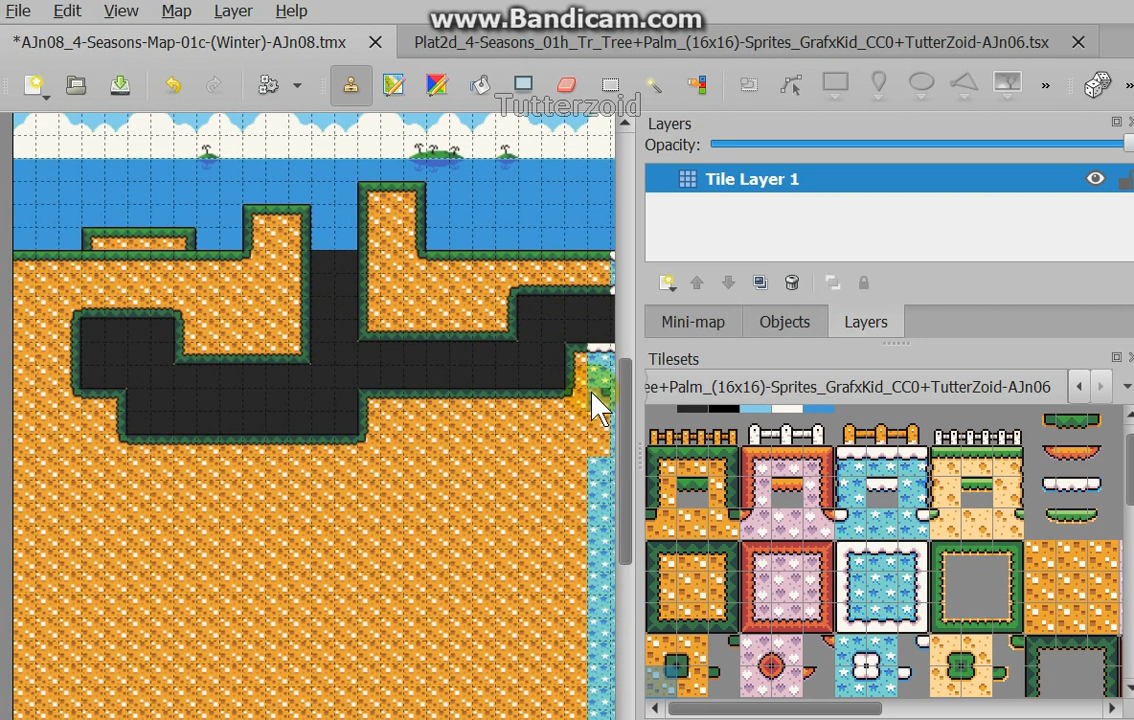 www.Bandicam.com
File Edit View Map Layer Help
*AJn08_4-Seasons-Map-01c-(Winter)-AJn08.tmx
Plat2d_4-Seasons_01h_Tr_Tree+Palm_(16x16)-Sprites_GrafxKid_CC0+TutterZoid-AJn06.tsx
Tutterzoid
Layers
Opacity:
Tile Layer 1
Mini-map Objects Layers
Tilesets
ee+Palm_(16x16)-Sprites_GrafxKid_CC0+TutterZoid-AJn06